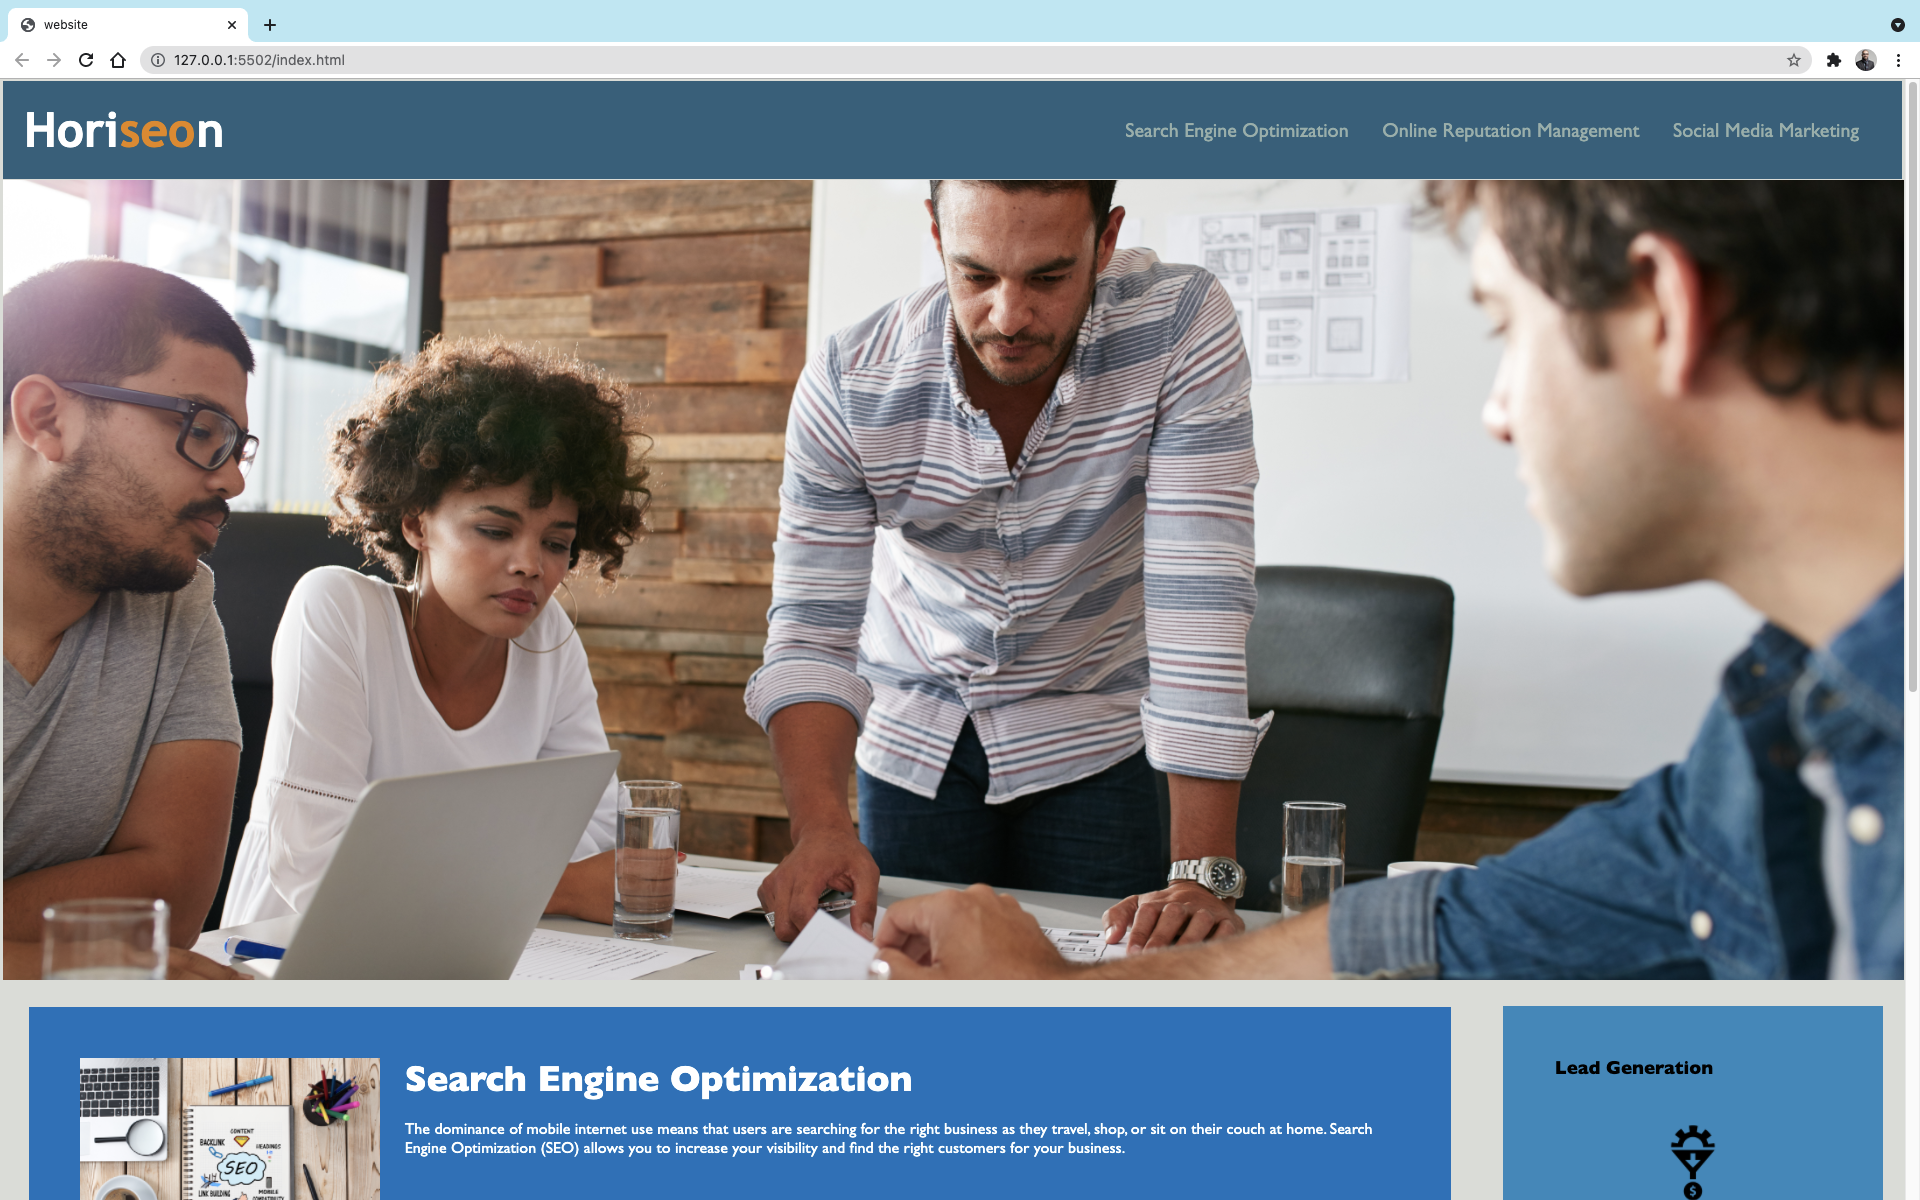 website
127.0.0.1:5502/index.html
Horiseon
Search Engine Optimization Online Reputation Management Social Media Marketing
Search Engine Optimization
The dominance of mobile internet use means that users are searching for the right business as they travel, shop, or sit on their couch at home. Search
Engine Optimization (SEO) allows you to increase your visibility and find the right customers for your business.
CONTENT
BACKLINK
HEADINGS
SEO
LINK BUILDING
MOBILE
Lead Generation
$